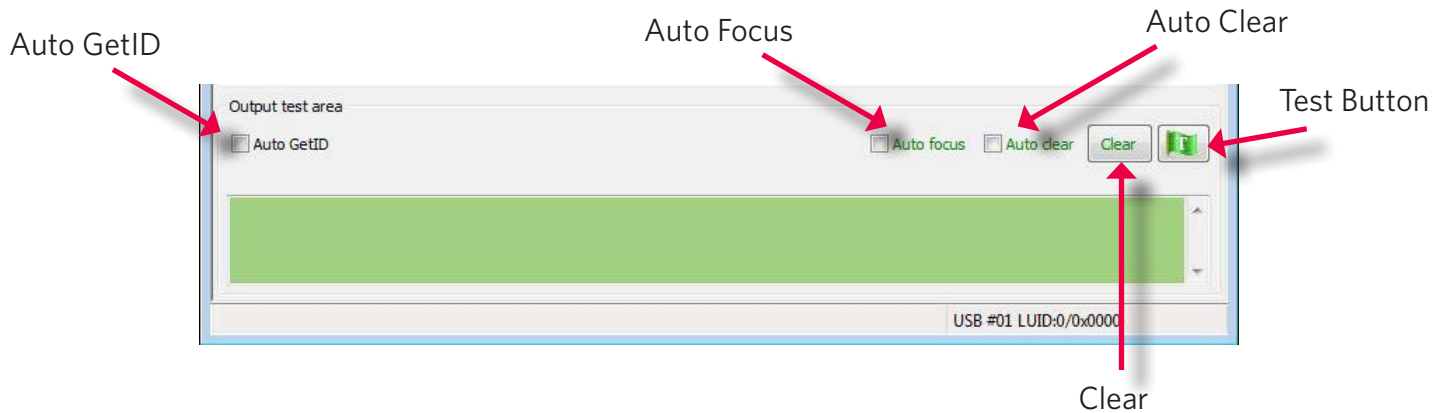 Auto GetID
Auto Focus
Auto Clear
Test Button
Output test area
Auto GetID
Auto focus
Auto clear
Clear
T
USB #01 LUID:0/0x0000
Clear